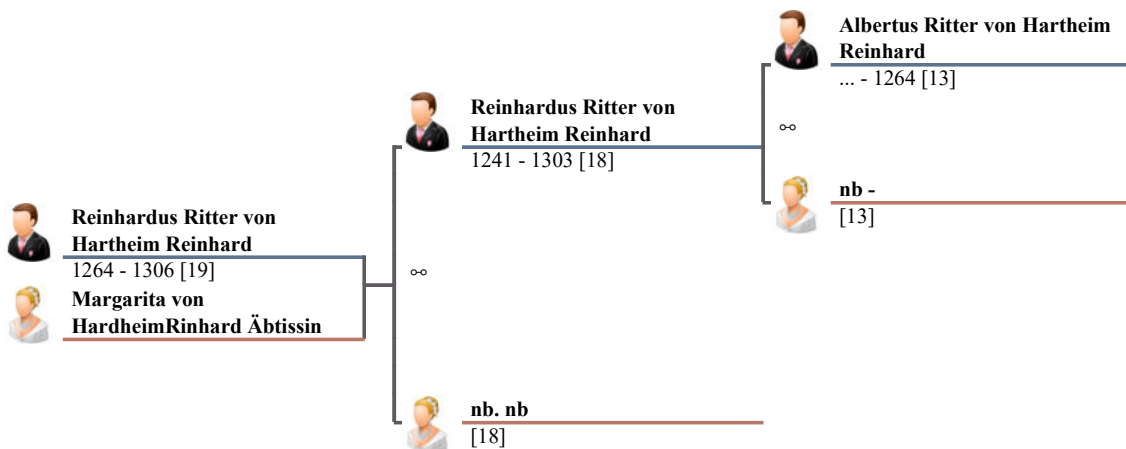 Albertus Ritter von Hartheim
Reinhard
... - 1264 [13]
Reinhardus Ritter von
Hartheim Reinhard
1241 - 1303 [18]
nb -
[13]
Reinhardus Ritter von
Hartheim Reinhard
1264 - 1306 [19]
Margarita von
HardheimRinhard Äbtissin
nb. nb
[18]